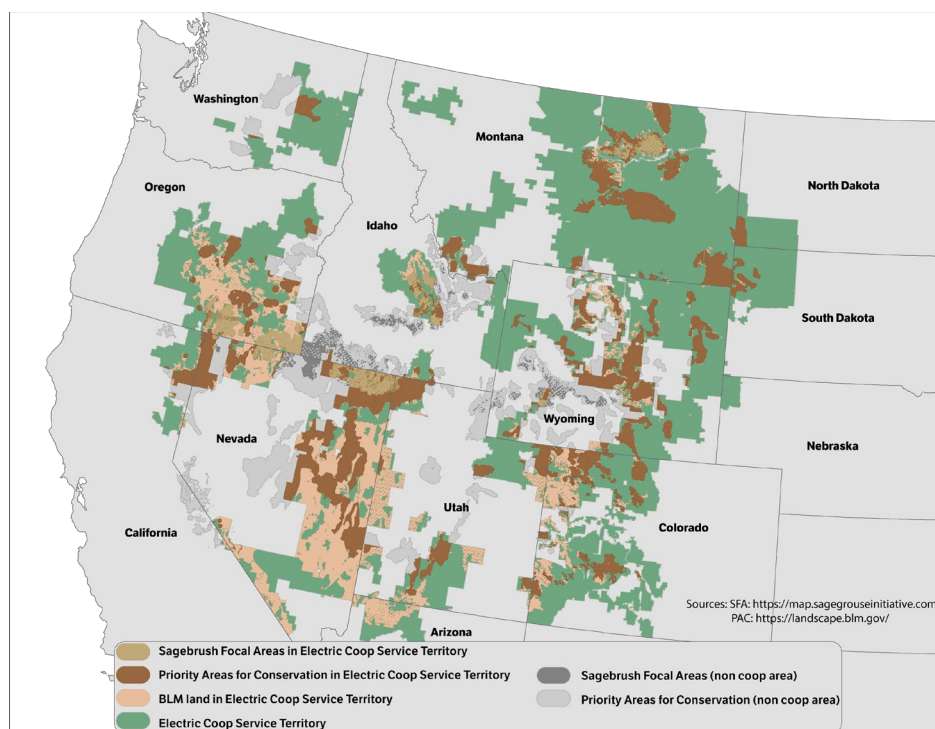 Washington
Montana
North Dakota
Oregon
Idaho
South Dakota
Wyoming
Nebraska
Nevada
Utah
Colorado
California
Sources: SFA: https://map.sagegrouseinitiative.com
PAC: https://landscape.blm.gov/
Arizona
Sagebrush Focal Areas in Electric Coop Service Territory
Priority Areas for Conservation in Electric Coop Service Territory
BLM land in Electric Coop Service Territory
Electric Coop Service Territory
Sagebrush Focal Areas (non coop area)
Priority Areas for Conservation (non coop area)